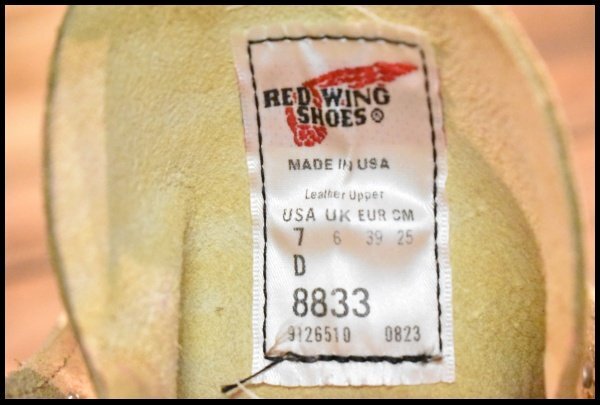 RED WING
SHOES®
MADE IN USA
Leather Upper
USA UK EUR CM
7 6 39 25
D
8833
9126510 0823